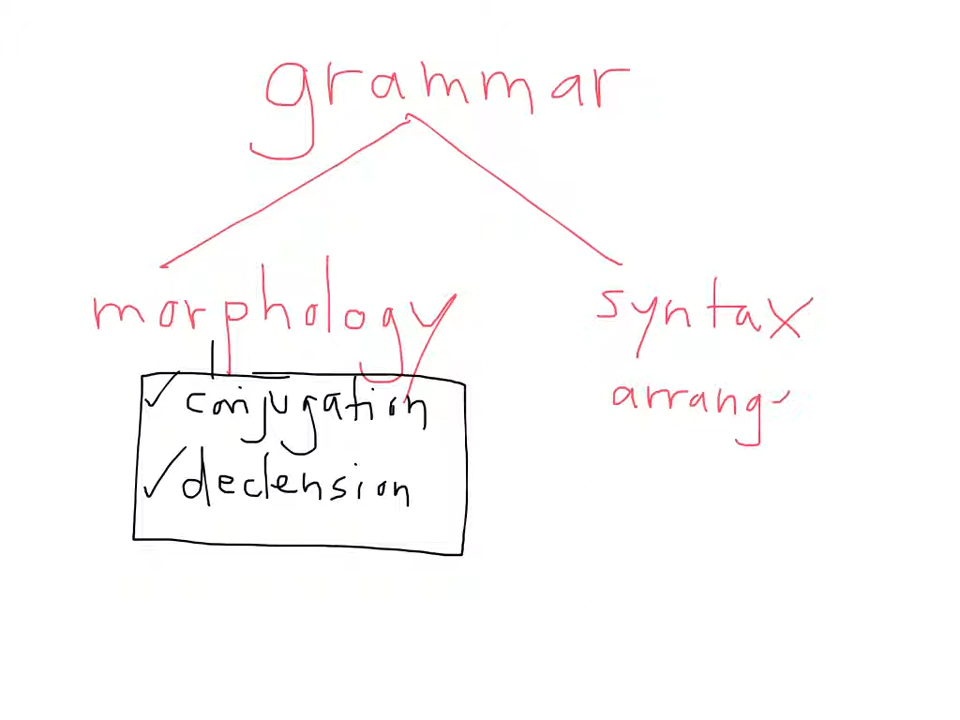 grammar
morphology
syntax
conjugation
arrang
declension